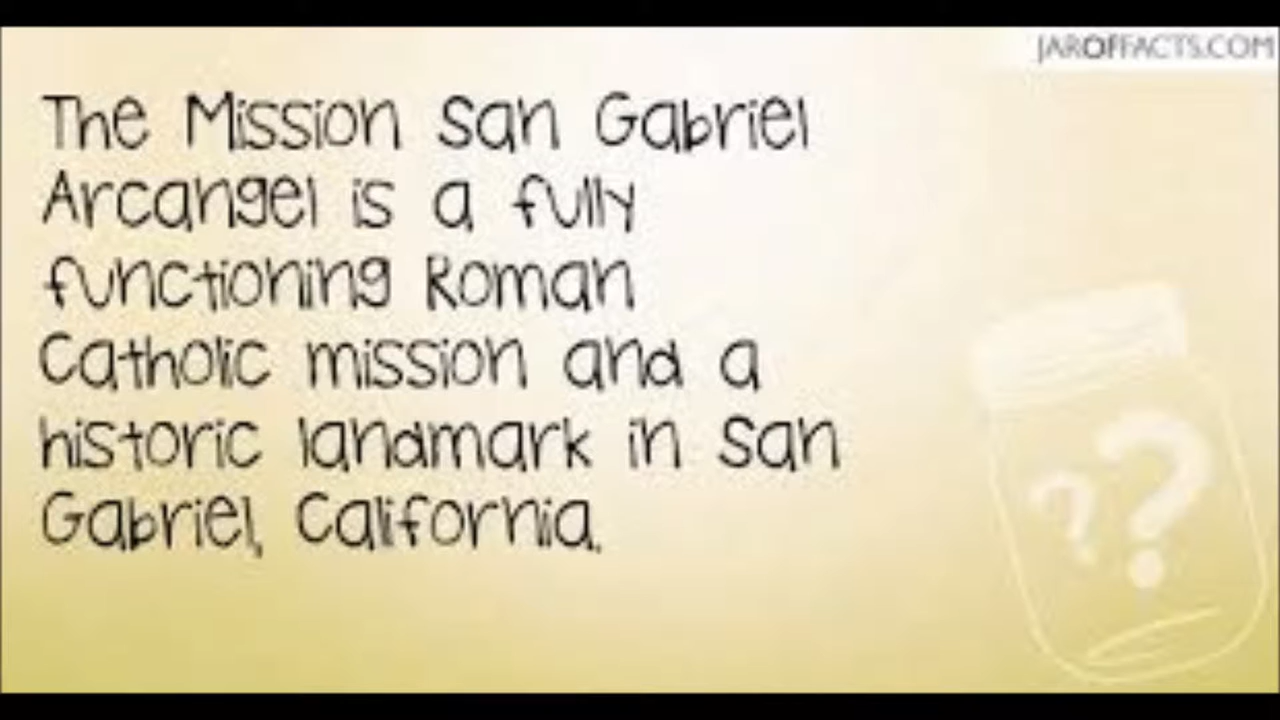 JAROFFACTS.COM
The Mission San Gabriel
Arcangel is a fully
functioning Roman
Catholic mission and a
historic landmark in San
Gabriel, California.
??